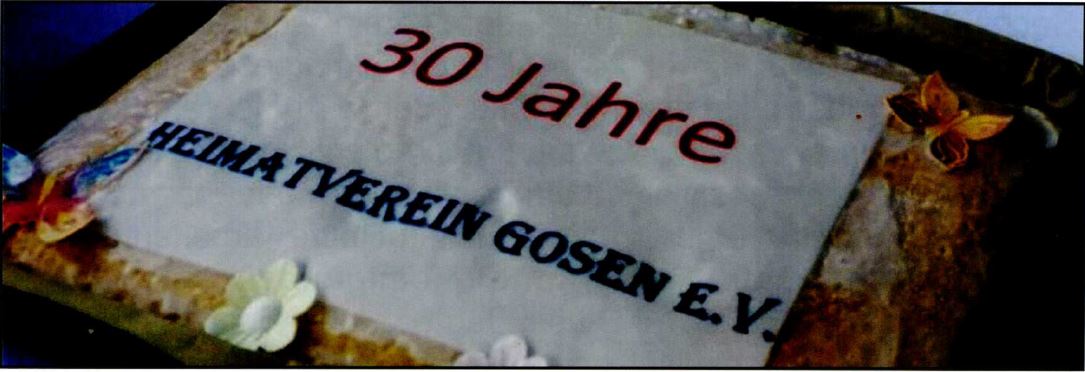 30 Jahre
HEIMATVEREIN GOSEN E.V.